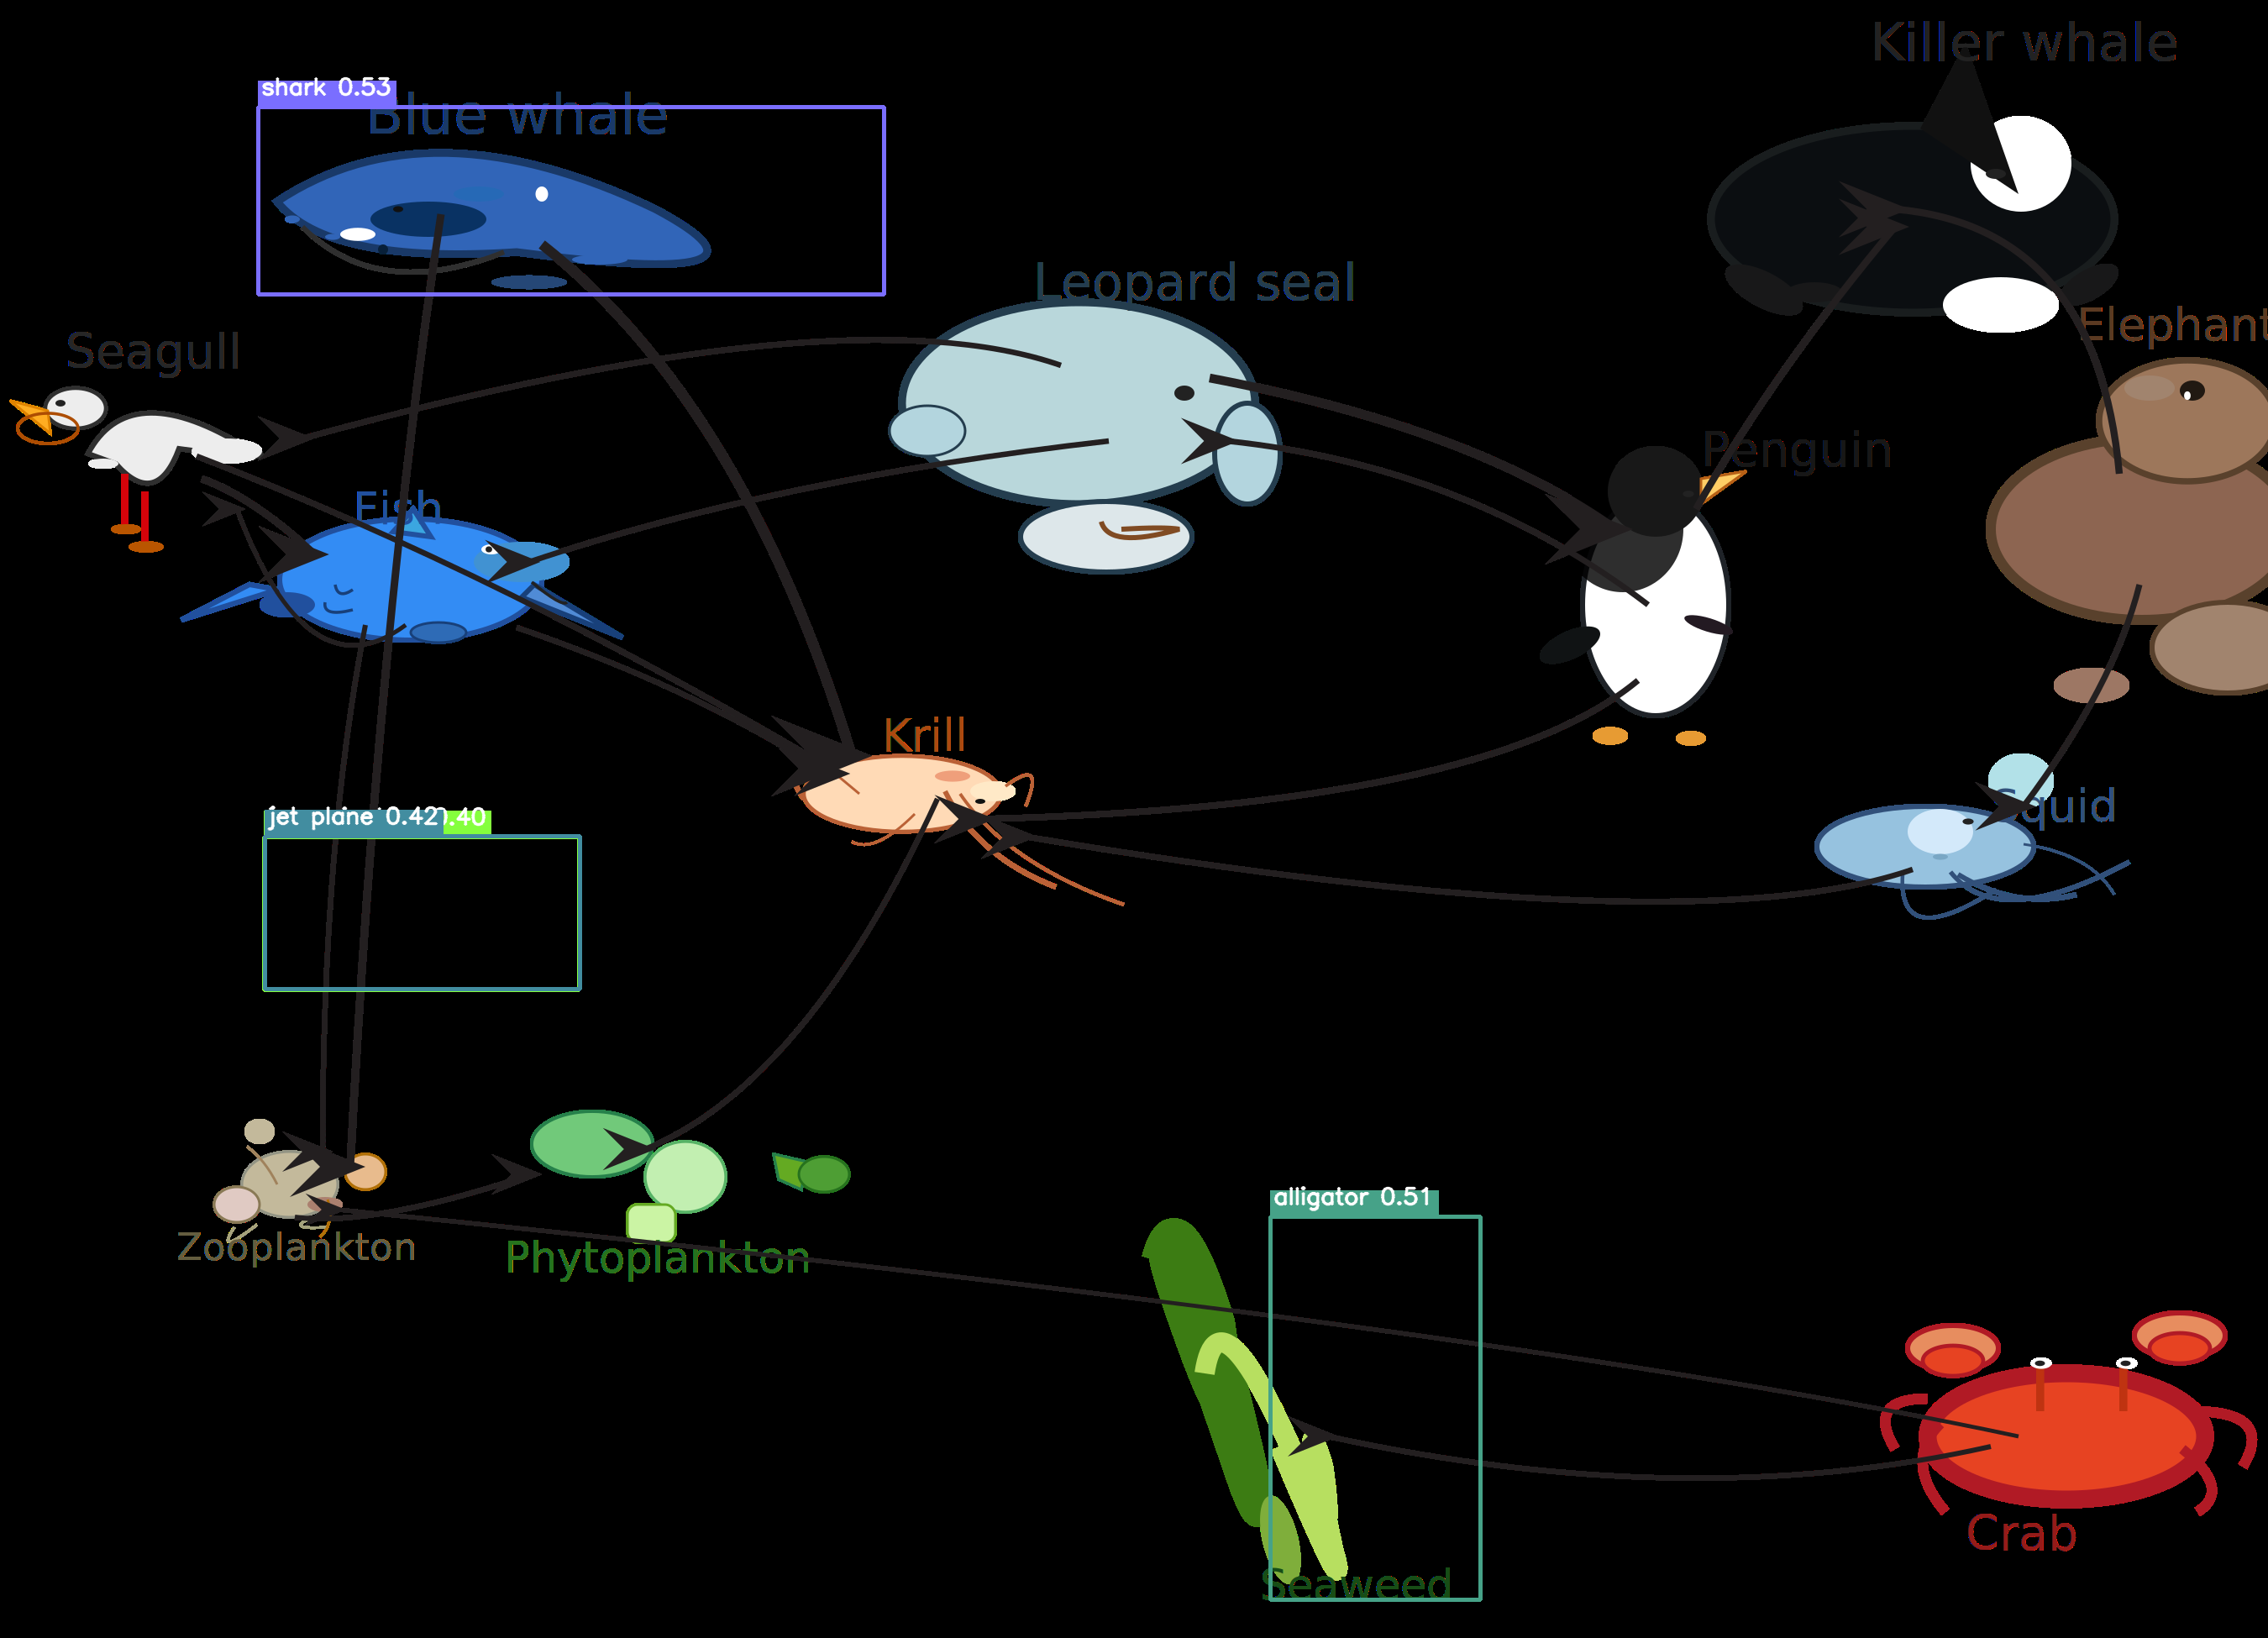 Killer whale
shark 0.53
Blue whale
Leopard seal
Elephant
Seagull
Penguin
Fish
Krill
Squid
jet plane 0.42
0.40
alligator 0.51
Zooplankton
Phytoplankton
Crab
Seaweed